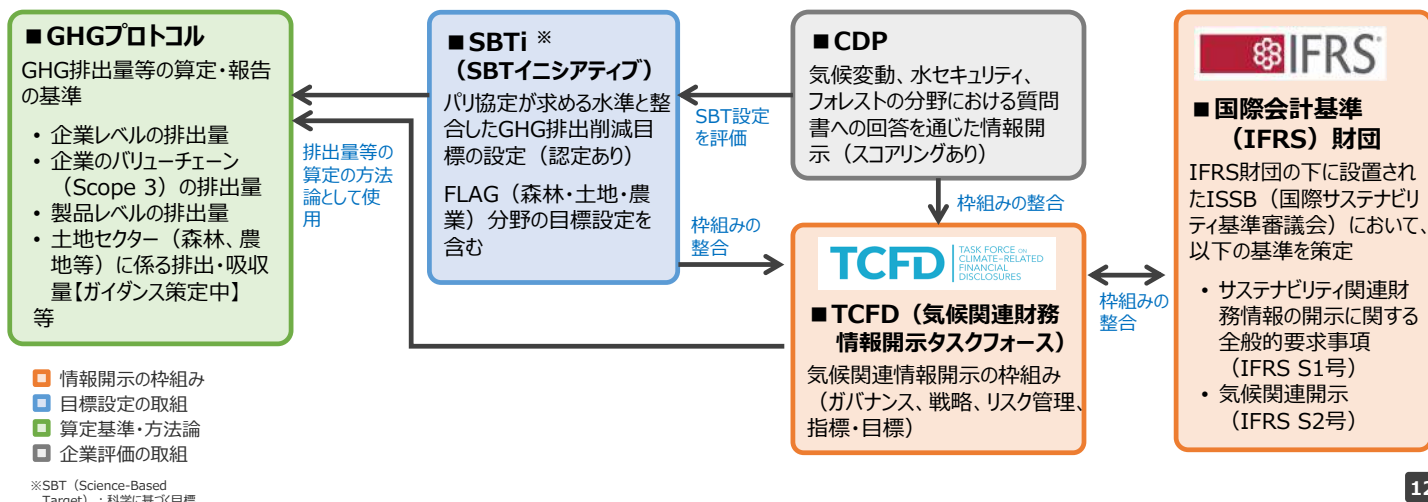 ■GHGプロトコル
GHG排出量等の算定・報告
の基準
• 企業レベルの排出量
• 企業のバリューチェーン
（Scope 3）の排出量
• 製品レベルの排出量
• 土地セクター（森林、農
地等）に係る排出・吸収
量【ガイダンス策定中】
等
排出量等の
算定の方法
論として使
用
■SBTi ※
（SBTイニシアティブ）
パリ協定が求める水準と整
合したGHG排出削減目
標の設定（認定あり）
FLAG（森林・土地・農
業）分野の目標設定を
含む
SBT設定
を評価
枠組みの
整合
■CDP
気候変動、水セキュリティ、
フォレストの分野における質問
書への回答を通じた情報開
示（スコアリングあり）
枠組みの整合
TCFD
TASK FORCE ON
CLIMATE-RELATED
FINANCIAL
DISCLOSURES
■TCFD（気候関連財務
情報開示タスクフォース）
気候関連情報開示の枠組み
（ガバナンス、戦略、リスク管理、
指標・目標）
枠組みの
整合
IFRS
■国際会計基準
（IFRS）財団
IFRS財団の下に設置され
たISSB（国際サステナビリ
ティ基準審議会）において、
以下の基準を策定
• サステナビリティ関連財
務情報の開示に関する
全般的要求事項
（IFRS S1号）
• 気候関連開示
（IFRS S2号）
情報開示の枠組み
目標設定の取組
算定基準・方法論
企業評価の取組
※SBT（Science-Based
Target）：科学に基づく目標
12